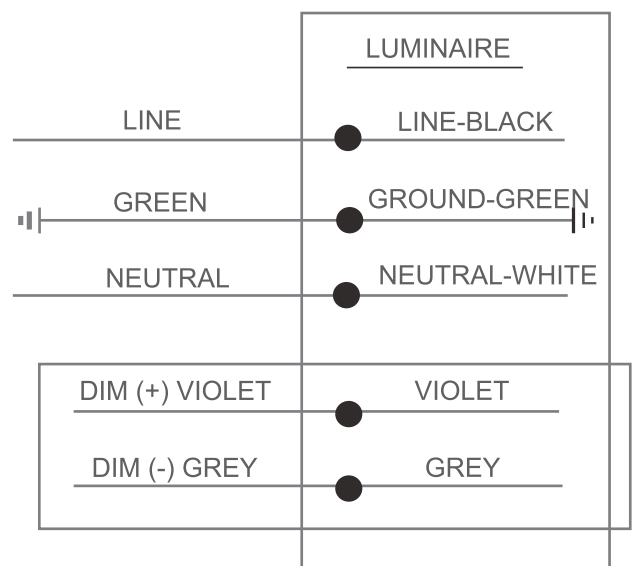 LUMINAIRE
LINE LINE-BLACK
GREEN GROUND-GREEN
NEUTRAL NEUTRAL-WHITE
DIM (+) VIOLET VIOLET
DIM (-) GREY GREY